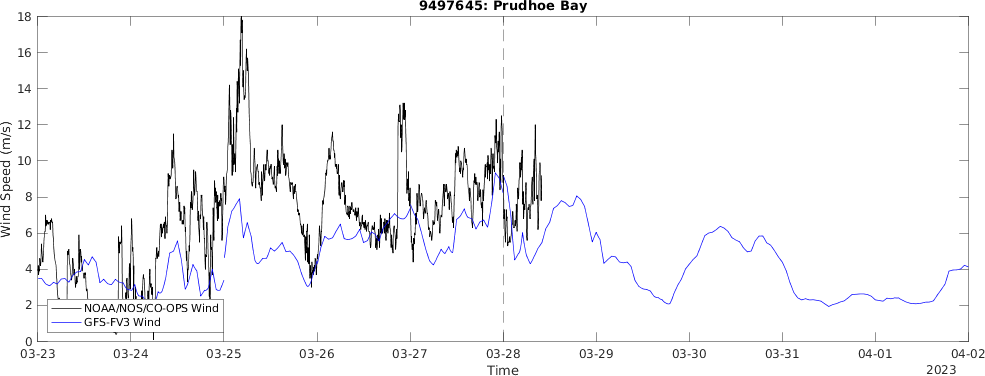 9497645: Prudhoe Bay
18
16
14
12
10
8
6
4
2
0
Wind Speed (m/s)
NOAA/NOS/CO-OPS Wind
GFS-FV3 Wind
03-23 03-24 03-25 03-26 03-27 03-28 03-29 03-30 03-31 04-01 04-02
Time
2023